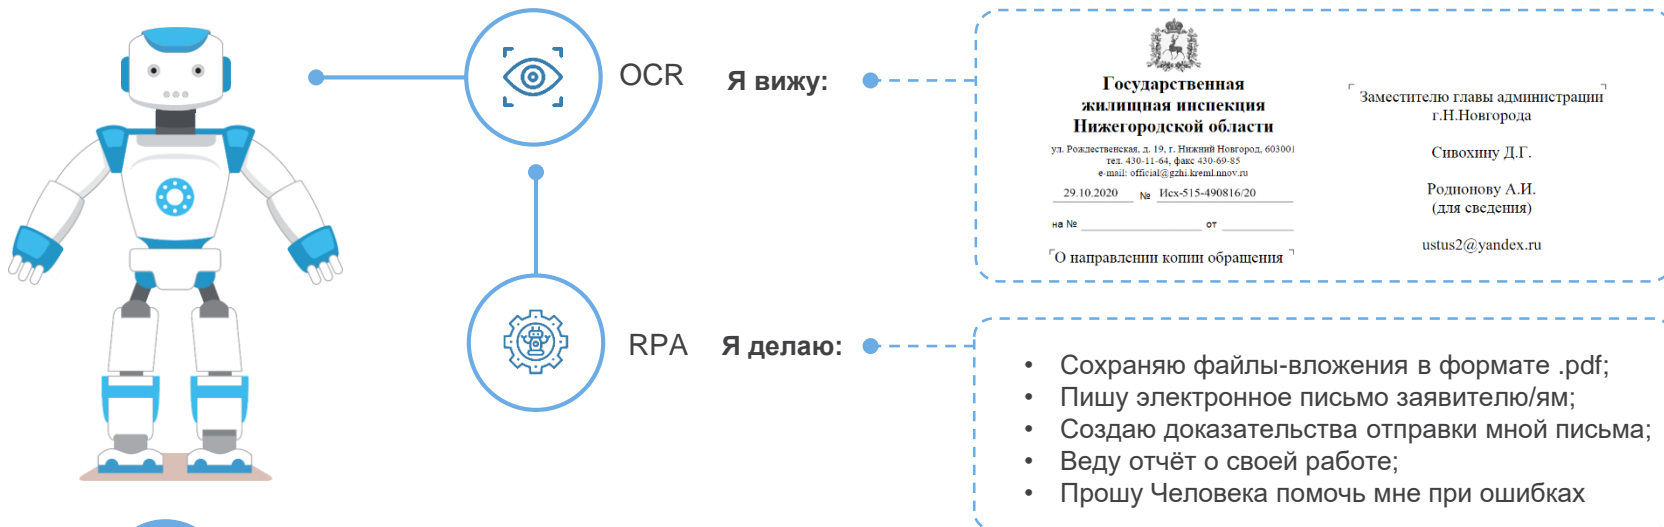 OCR
Я вижу:
Государственная
жилищная инспекция
Нижегородской области
ул. Рождественская, д. 19, г. Нижний Новгород, 603001
тел. 430-11-64, факс 430-69-85
e-mail: official@gzhi.kreml.nnov.ru
29.10.2020 № Исх-515-490816/20
на № ____ от ____
О направлении копии обращения
Заместителю главы администрации
г.Н.Новгорода
Сивохину Д.Г.
Родионову А.И.
(для сведения)
ustus2@yandex.ru
RPA
Я делаю:
• Сохраняю файлы-вложения в формате .pdf;
• Пишу электронное письмо заявителю/ям;
• Создаю доказательства отправки мной письма;
• Веду отчёт о своей работе;
• Прошу Человека помочь мне при ошибках